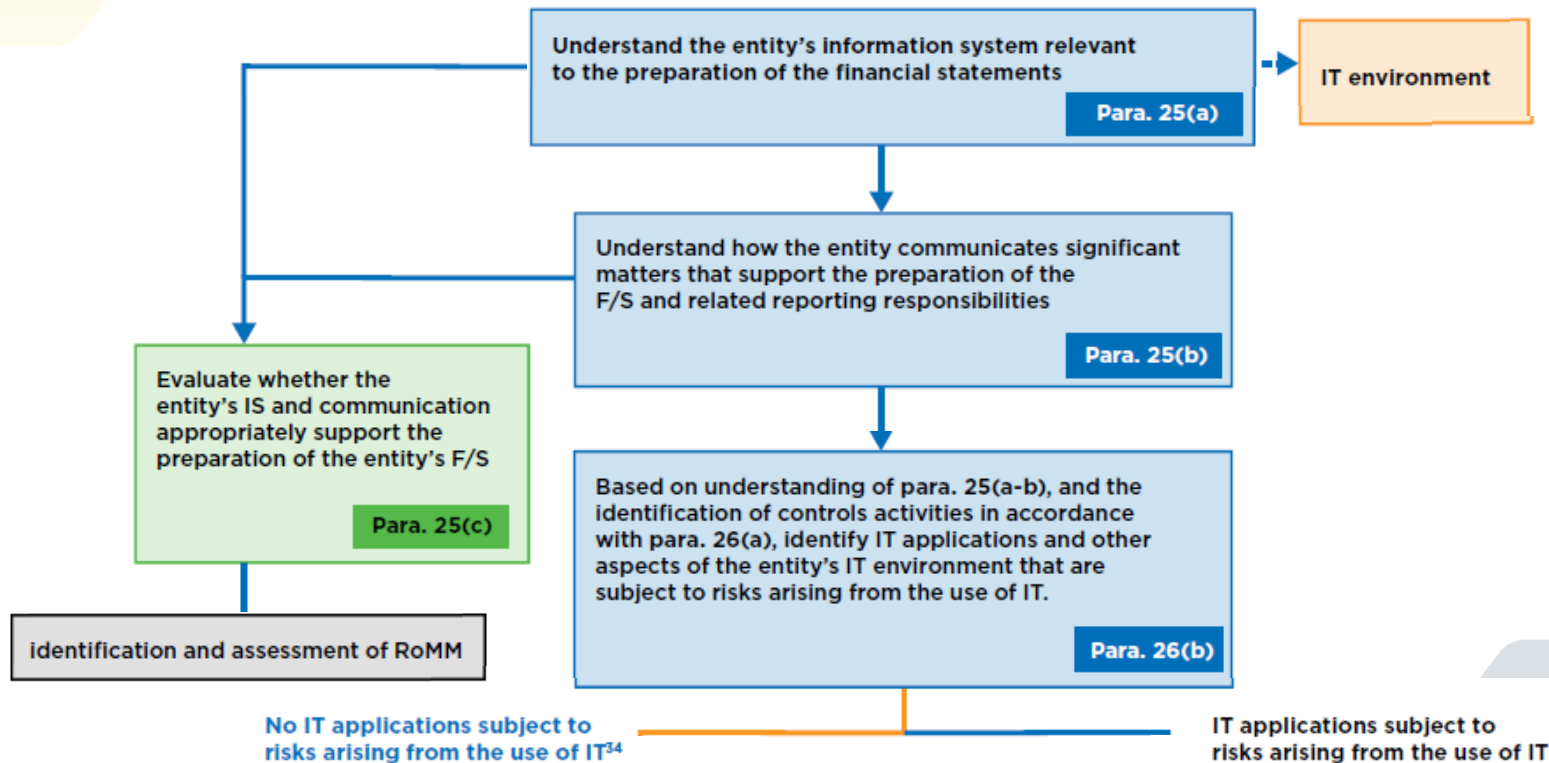 Understand the entity's information system relevant
to the preparation of the financial statements
Para. 25(a)
IT environment
Understand how the entity communicates significant
matters that support the preparation of the
F/S and related reporting responsibilities
Para. 25(b)
Evaluate whether the
entity's IS and communication
appropriately support the
preparation of the entity's F/S
Para. 25(c)
Based on understanding of para. 25(a-b), and the
identification of controls activities in accordance
with para. 26(a), identify IT applications and other
aspects of the entity's IT environment that are
subject to risks arising from the use of IT.
Para. 26(b)
identification and assessment of RoMM
No IT applications subject to
risks arising from the use of IT³⁴
IT applications subject to
risks arising from the use of IT